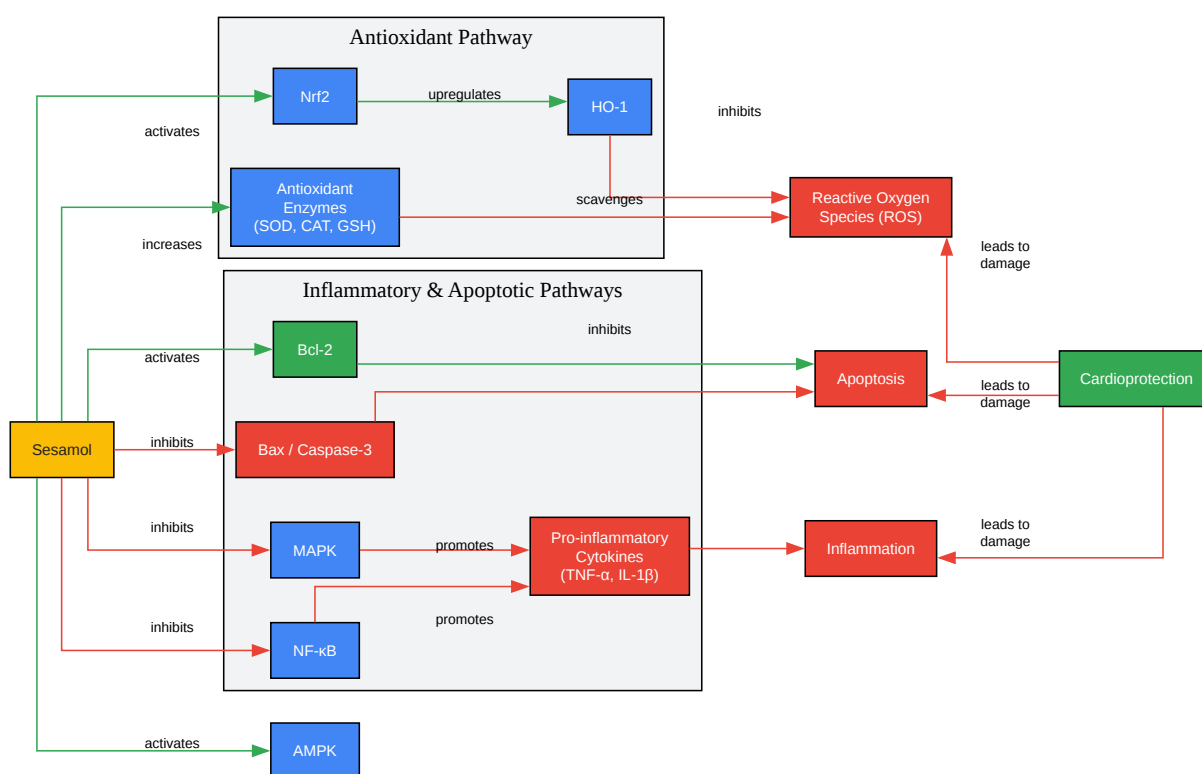 Antioxidant Pathway
Nrf2
upregulates
HO-1
inhibits
activates
Antioxidant
Enzymes
(SOD, CAT, GSH)
scavenges
Reactive Oxygen
Species (ROS)
increases
leads to
damage
Inflammatory & Apoptotic Pathways
Bcl-2
inhibits
activates
Apoptosis
leads to
damage
Cardioprotection
Sesamol
inhibits
Bax / Caspase-3
inhibits
MAPK
promotes
Pro-inflammatory
Cytokines
(TNF-α, IL-1β)
Inflammation
leads to
damage
inhibits
NF-κB
promotes
activates
AMPK